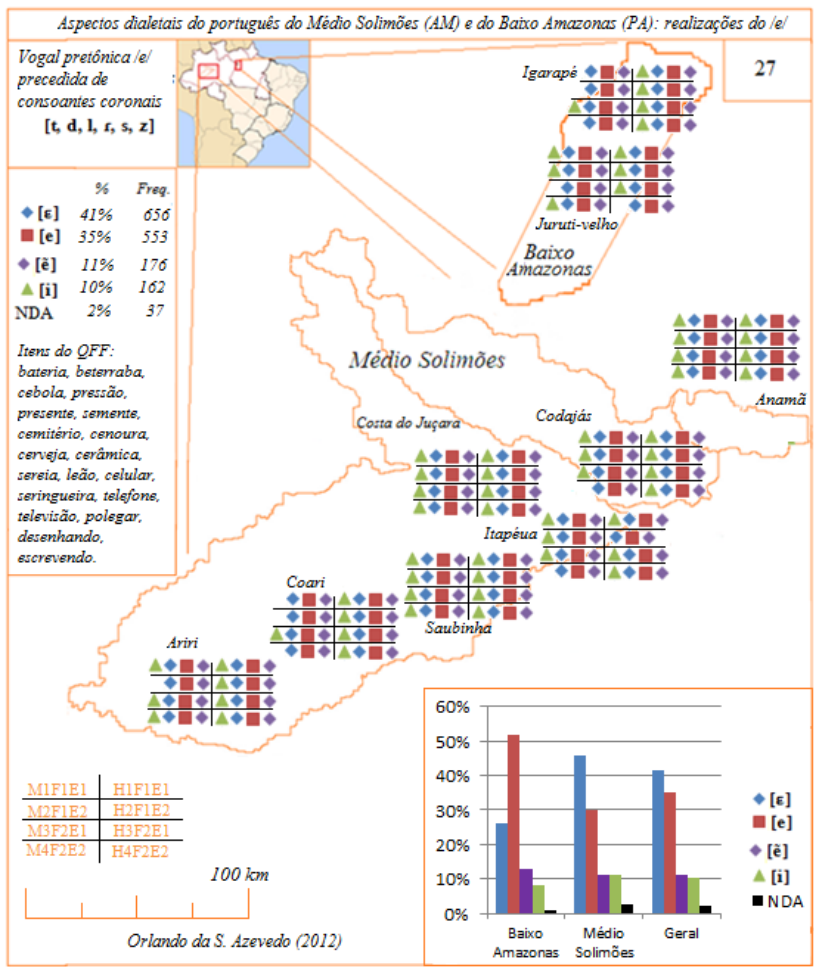 Aspectos dialetais do português do Médio Solimões (AM) e do Baixo Amazonas (PA): realizações do /e/
Vogal pretônica /e/
precedida de
consoantes coronais
[t, d, l, r, s, z]
27
% Freq.
[ɛ] 41% 656
[e] 35% 553
[ẽ] 11% 176
[i] 10% 162
NDA 2% 37
Itens do QFF:
bateria, beterraba,
cebola, pressão,
presente, semente,
cemitério, cenoura,
cerveja, cerâmica,
sereia, leão, celular,
seringueira, telefone,
televisão, polegar,
desenhando,
escrevendo.
Igarapé
Juruti-velho
Baixo
Amazonas
Médio Solimões
Anamã
Codajás
Costa do Juçara
Itapéua
Saubinha
Coari
Ariri
M1F1E1 H1F1E1
M2F1E2 H2F1E2
M3F2E1 H3F2E1
M4F2E2 H4F2E2
100 km
Orlando da S. Azevedo (2012)
60%
50%
40%
30%
20%
10%
0%
Baixo
Amazonas
Médio
Solimões
Geral
[ɛ]
[e]
[ẽ]
[i]
NDA